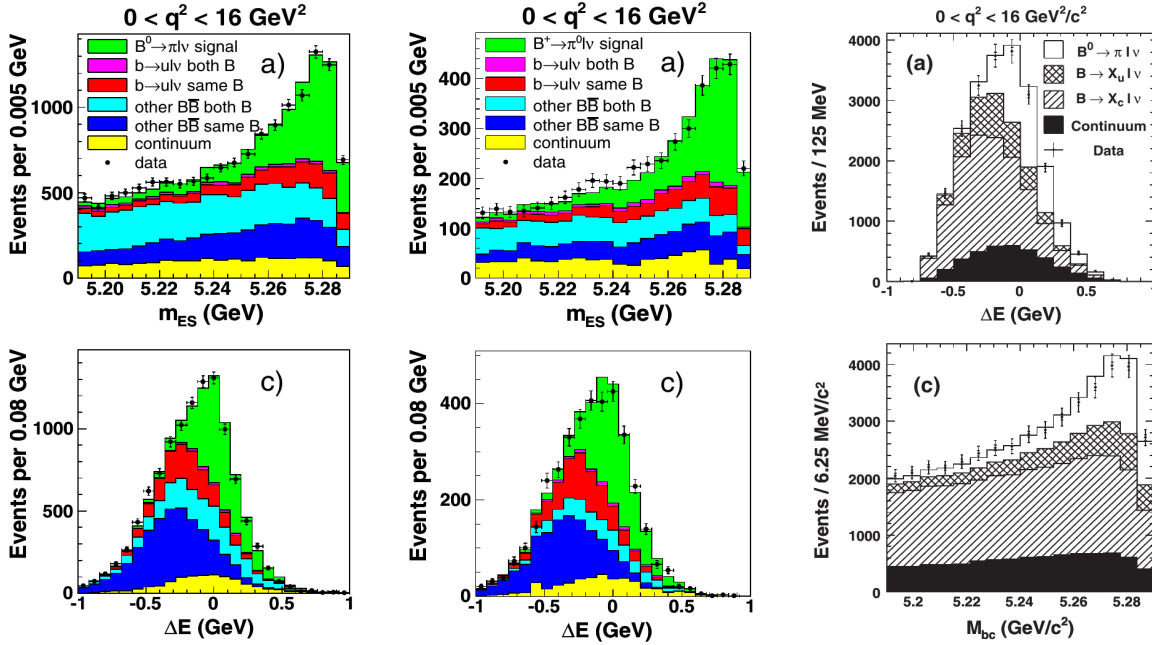 0 < q² < 16 GeV²
Events per 0.005 GeV
1000
500
0
B⁰→πlν signal
b→ulν both B
b→ulν same B
other BB̅ both B
other BB̅ same B
continuum
data
a)
5.20 5.22 5.24 5.26 5.28
m_ES (GeV)
0 < q² < 16 GeV²
Events per 0.005 GeV
400
300
200
100
0
B⁺→π⁰lν signal
b→ulν both B
b→ulν same B
other BB̅ both B
other BB̅ same B
continuum
data
a)
5.20 5.22 5.24 5.26 5.28
m_ES (GeV)
0 < q² < 16 GeV²/c²
Events / 125 MeV
4000
3000
2000
1000
0
(a)
B⁰→ π l ν
B → X_u l ν
B → X_c l ν
Continuum
Data
-1 -0.5 0 0.5 1
ΔE (GeV)
Events per 0.08 GeV
1000
500
0
c)
-1 -0.5 0 0.5 1
ΔE (GeV)
Events per 0.08 GeV
400
200
0
c)
-1 -0.5 0 0.5 1
ΔE (GeV)
Events / 6.25 MeV/c²
4000
3000
2000
1000
0
(c)
5.2 5.22 5.24 5.26 5.28
M_bc (GeV/c²)